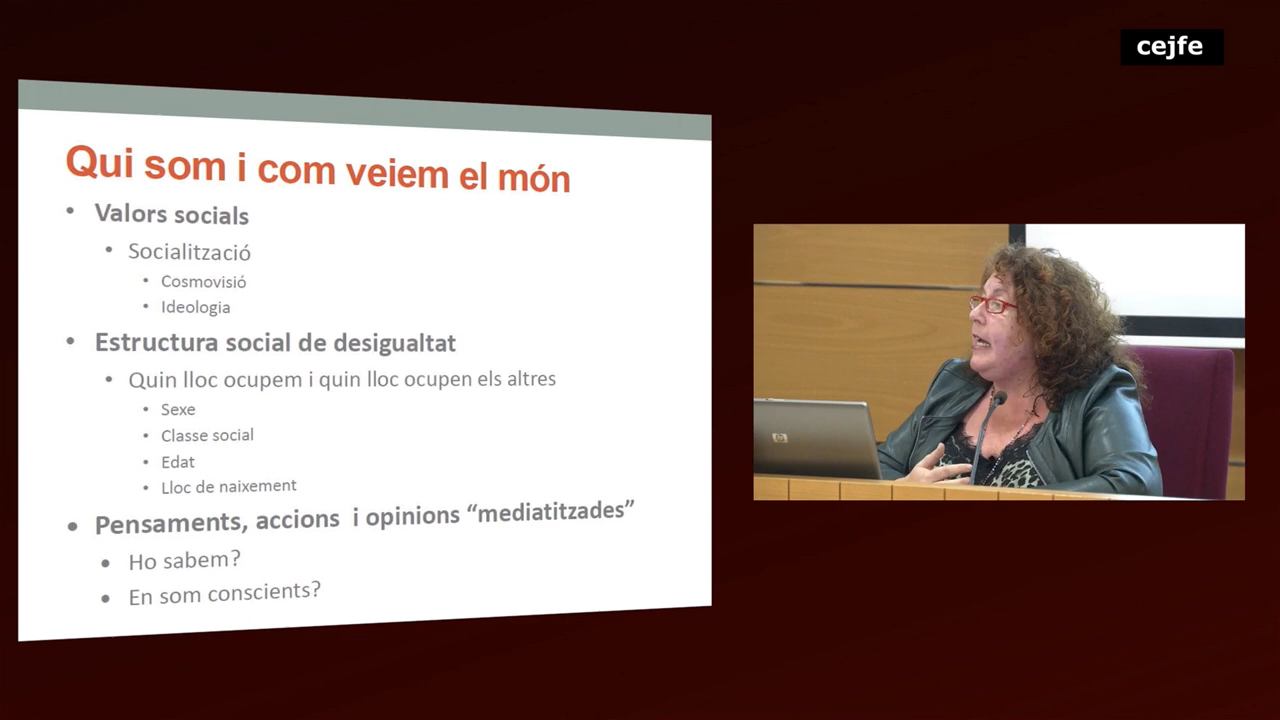 cejfe
Qui som i com veiem el món
• Valors socials
• Socialització
• Cosmovisió
• Ideologia
• Estructura social de desigualtat
• Quin lloc ocupem i quin lloc ocupen els altres
• Sexe
• Classe social
• Edat
• Lloc de naixement
• Pensaments, accions i opinions “mediatitzades”
• Ho sabem?
• En som conscients?
hp